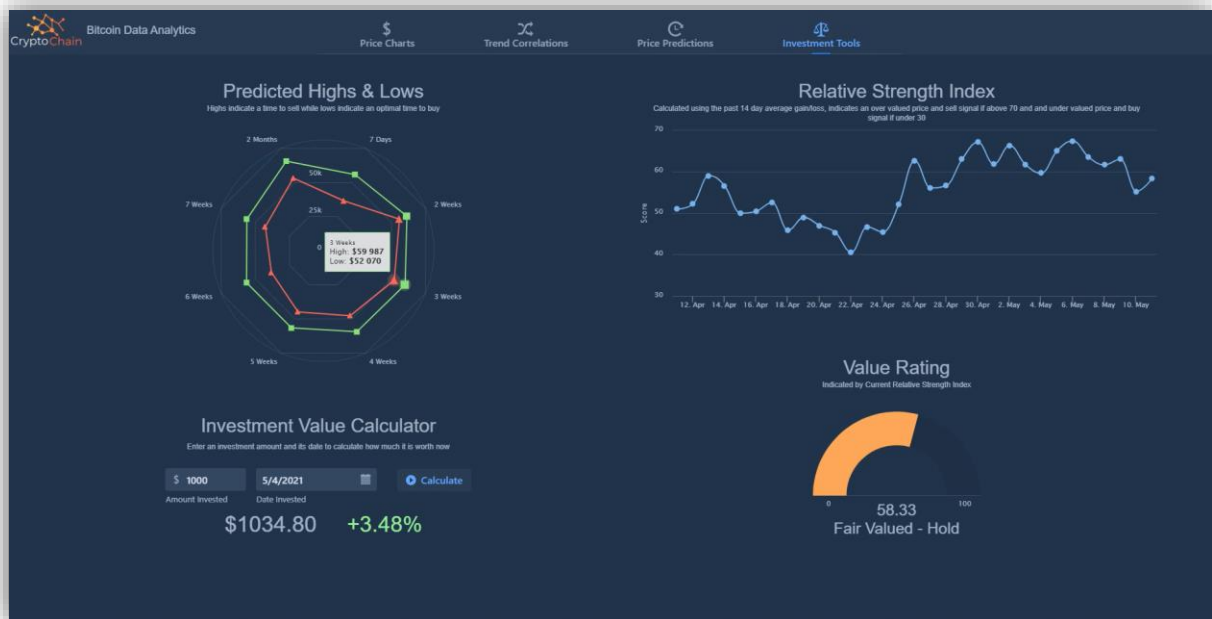 CryptoChain
Bitcoin Data Analytics
$
Price Charts
Trend Correlations
Price Predictions
Investment Tools
Predicted Highs & Lows
Highs indicate a time to sell while lows indicate an optimal time to buy
2 Months
7 Days
50k
7 Weeks
2 Weeks
25k
0
3 Weeks
High: $59 987
Low: $52 070
6 Weeks
3 Weeks
5 Weeks
4 Weeks
Relative Strength Index
Calculated using the past 14 day average gain/loss, indicates an over valued price and sell signal if above 70 and and under valued price and buy
signal if under 30
70
60
50
40
30
Score
12. Apr 14. Apr 16. Apr 18. Apr 20. Apr 22. Apr 24. Apr 26. Apr 28. Apr 30. Apr 2. May 4. May 6. May 8. May 10. May
Investment Value Calculator
Enter an investment amount and its date to calculate how much it is worth now
$ 1000
5/4/2021
Calculate
Amount Invested
Date Invested
$1034.80 +3.48%
Value Rating
Indicated by Current Relative Strength Index
0
100
58.33
Fair Valued - Hold